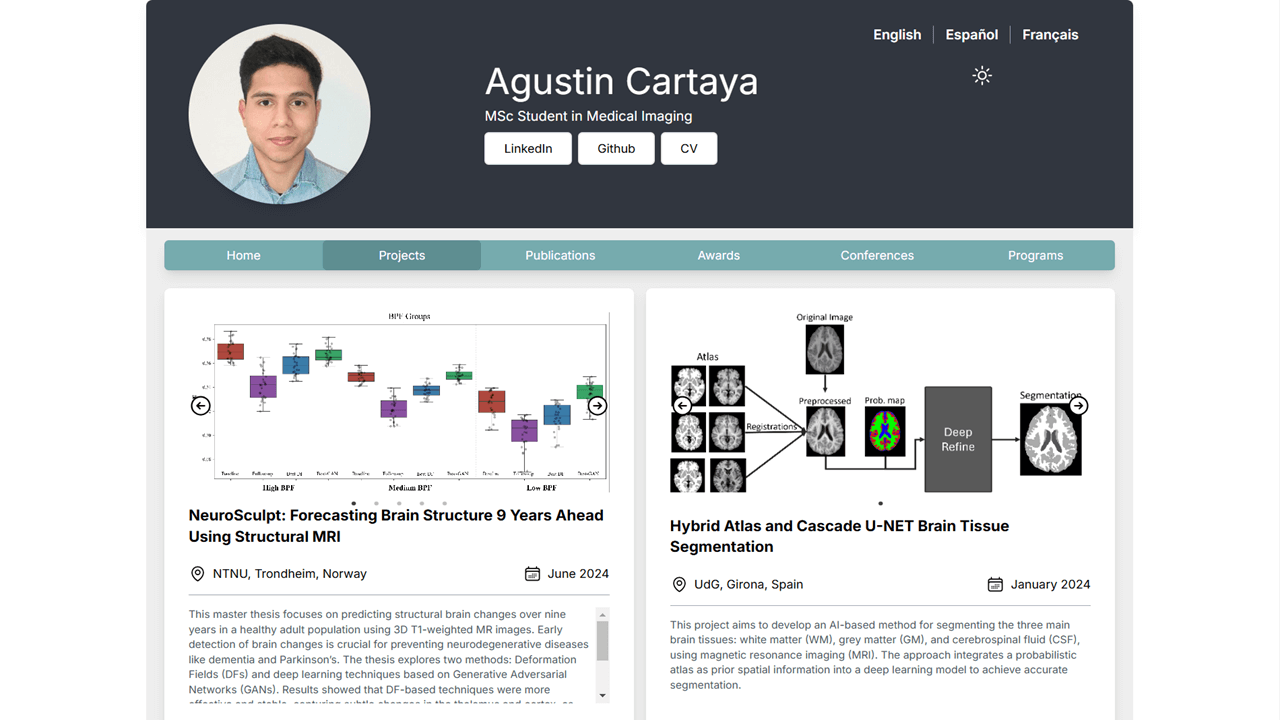 English
Español
Français
Agustin Cartaya
MSc Student in Medical Imaging
LinkedIn
Github
CV
Home
Projects
Publications
Awards
Conferences
Programs
BPF Groups
High BPF
Medium BPF
Low BPF
NeuroSculpt: Forecasting Brain Structure 9 Years Ahead
Using Structural MRI
NTNU, Trondheim, Norway
June 2024
This master thesis focuses on predicting structural brain changes over nine
years in a healthy adult population using 3D T1-weighted MR images. Early
detection of brain changes is crucial for preventing neurodegenerative diseases
like dementia and Parkinson’s. The thesis explores two methods: Deformation
Fields (DFs) and deep learning techniques based on Generative Adversarial
Networks (GANs). Results showed that DF-based techniques were more
Original Image
Atlas
Preprocessed
Prob. map
Segmentation
Registrations
Deep
Refine
Hybrid Atlas and Cascade U-NET Brain Tissue
Segmentation
UdG, Girona, Spain
January 2024
This project aims to develop an AI-based method for segmenting the three main
brain tissues: white matter (WM), grey matter (GM), and cerebrospinal fluid (CSF),
using magnetic resonance imaging (MRI). The approach integrates a probabilistic
atlas as prior spatial information into a deep learning model to achieve accurate
segmentation.